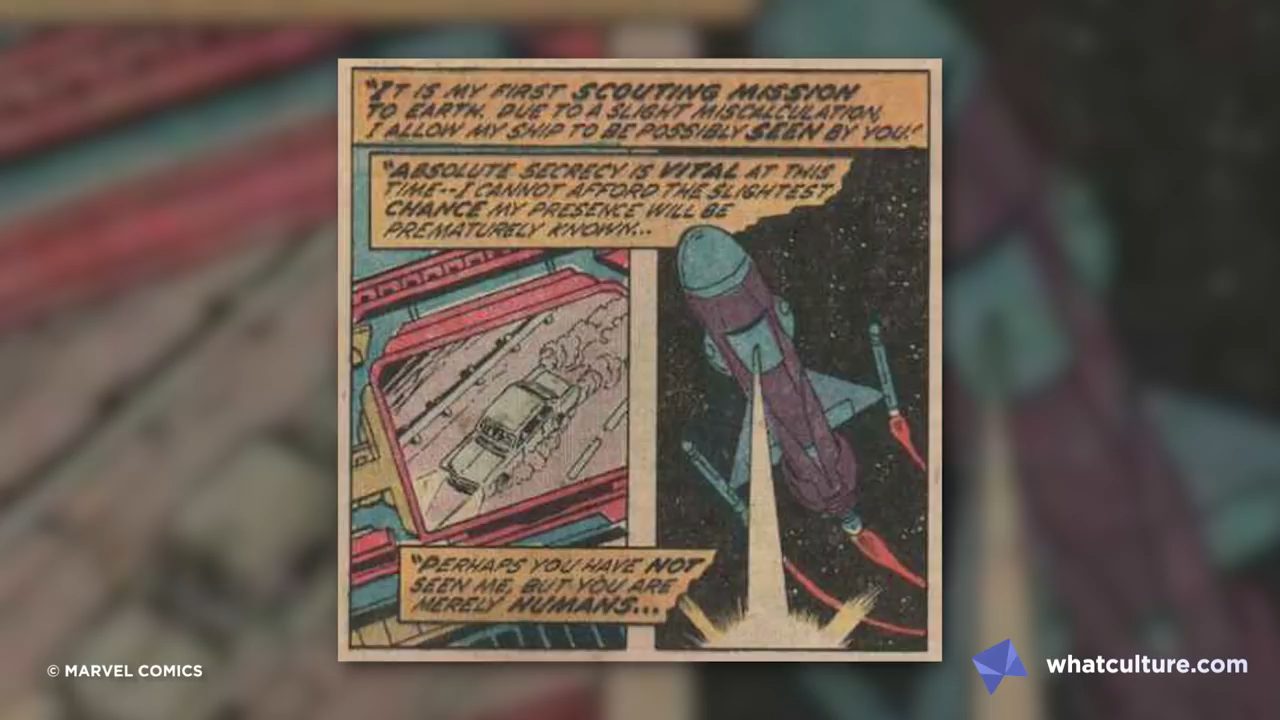 "IT IS MY FIRST SCOUTING MISSION
TO EARTH. DUE TO A SLIGHT MISCALCULATION,
I ALLOW MY SHIP TO BE POSSIBLY SEEN BY YOU."
"ABSOLUTE SECRECY IS VITAL AT THIS
TIME--I CANNOT AFFORD THE SLIGHTEST
CHANCE MY PRESENCE WILL BE
PREMATURELY KNOWN...
"PERHAPS YOU HAVE NOT
SEEN ME, BUT YOU ARE
MERELY HUMANS...
© MARVEL COMICS
whatculture.com